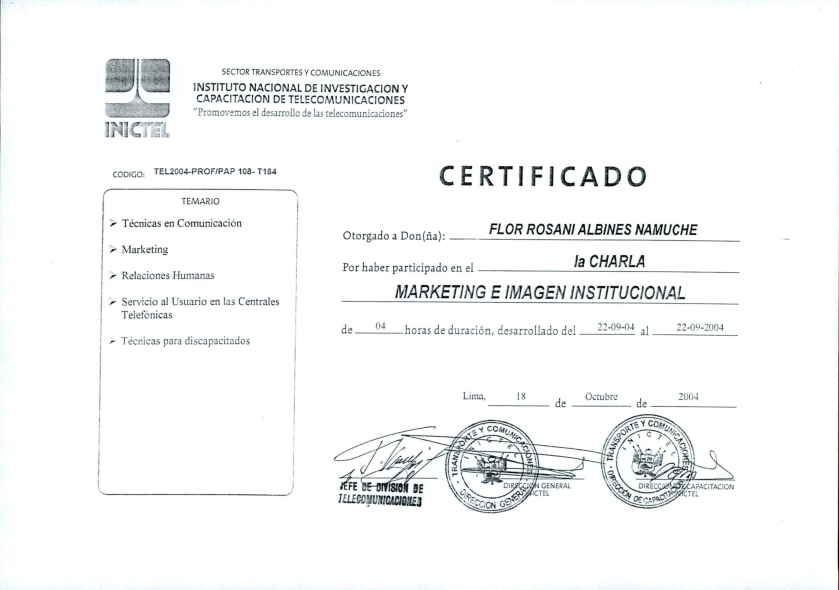 SECTOR TRANSPORTES Y COMUNICACIONES
INSTITUTO NACIONAL DE INVESTIGACION Y
CAPACITACION DE TELECOMUNICACIONES
"Promovemos el desarrollo de las telecomunicaciones"
INICTEL
CODIGO: TEL2004-PROF/PAP 108- T184
TEMARIO
➢ Técnicas en Comunicación
➢ Marketing
➢ Relaciones Humanas
➢ Servicio al Usuario en las Centrales
Telefónicas
➢ Técnicas para discapacitados
CERTIFICADO
Otorgado a Don(ña): FLOR ROSANI ALBINES NAMUCHE
Por haber participado en el la CHARLA
MARKETING E IMAGEN INSTITUCIONAL
de 04 horas de duración, desarrollado del 22-09-04 al 22-09-2004
Lima, 18 de Octubre de 2004
JEFE DE DIVISION DE
TELECOMUNICACIONES
TRANSPORTE Y COMUNICACIONES
INICTEL
DIRECCIÓN GENERAL
DIRECCIÓN GENERAL
INICTEL
TRANSPORTE Y COMUNICACIONES
INICTEL
DIRECCIÓN DE CAPACITACIÓN
DIRECCION DE CAPACITACION
INICTEL